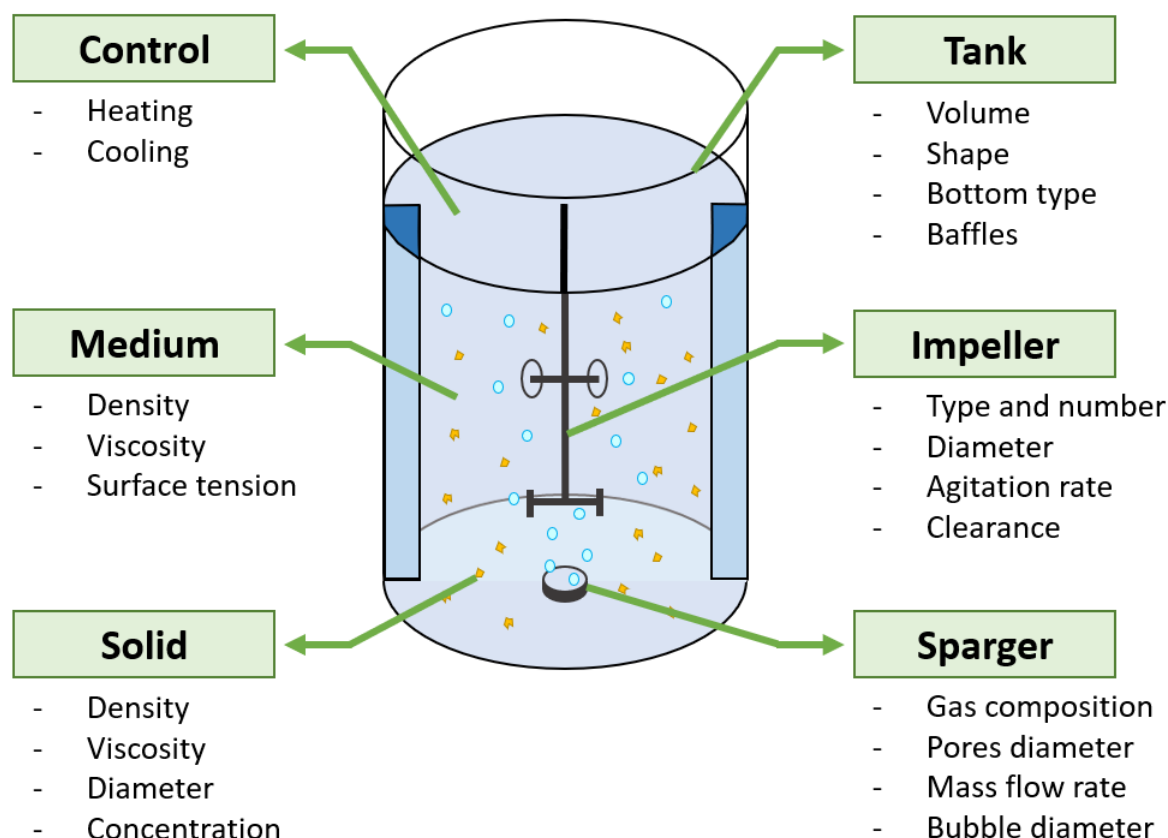 Control
- Heating
- Cooling
Tank
- Volume
- Shape
- Bottom type
- Baffles
Medium
- Density
- Viscosity
- Surface tension
Impeller
- Type and number
- Diameter
- Agitation rate
- Clearance
Solid
- Density
- Viscosity
- Diameter
- Concentration
Sparger
- Gas composition
- Pores diameter
- Mass flow rate
- Bubble diameter